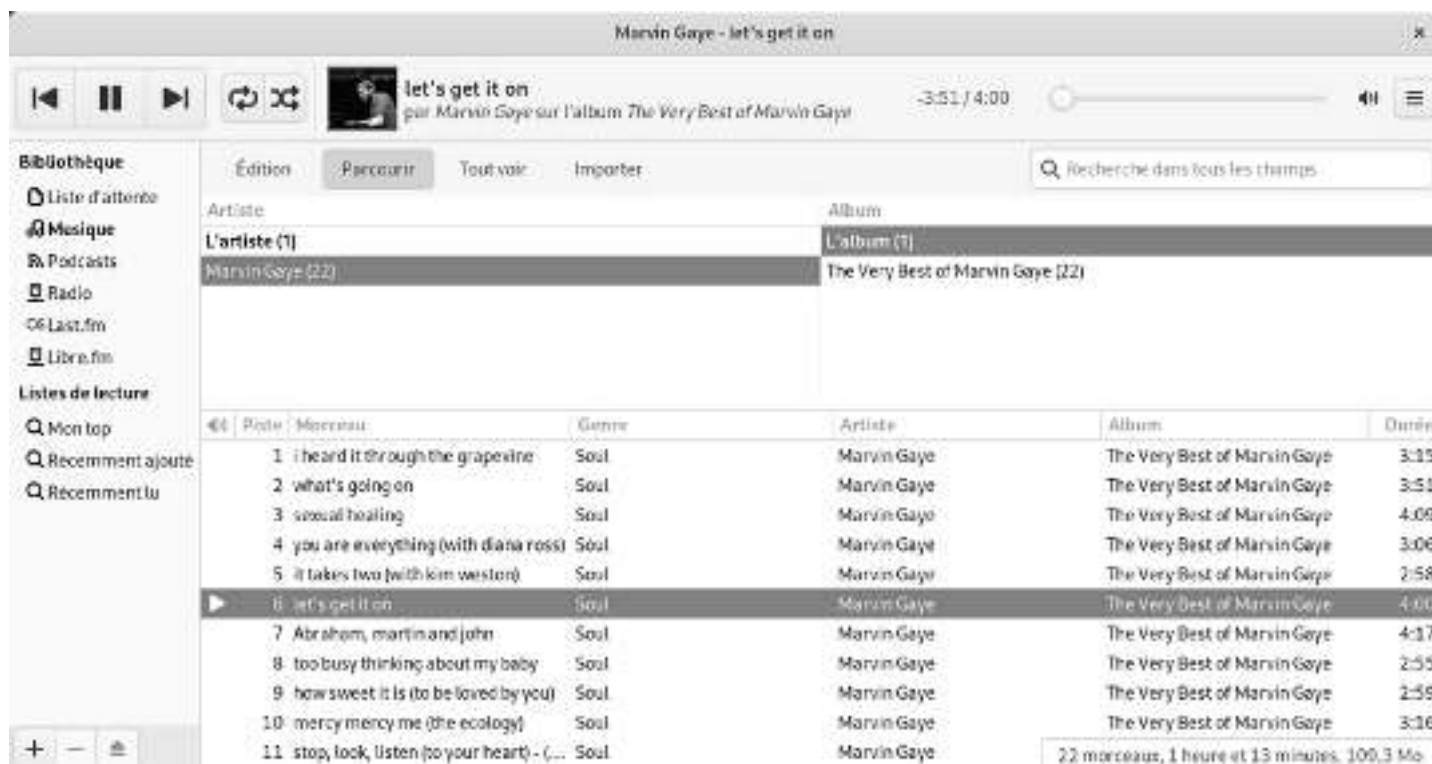 Marvin Gaye - let's get it on
let's get it on
par Marvin Gaye sur l'album The Very Best of Marvin Gaye
-3:51 / 4:00
Bibliothèque
Liste d'attente
Musique
Podcasts
Radio
Last.fm
Libre.fm
Listes de lecture
Mon top
Récemment ajouté
Récemment lu
Édition Parcourir Tout voir Importer
Recherche dans tous les champs
Artiste Album
L'artiste (1) L'album (1)
Marvin Gaye (22) The Very Best of Marvin Gaye (22)
Piste Morceau Genre Artiste Album Durée
1 i heard it through the grapevine Soul Marvin Gaye The Very Best of Marvin Gaye 3:15
2 what's going on Soul Marvin Gaye The Very Best of Marvin Gaye 3:51
3 sexual healing Soul Marvin Gaye The Very Best of Marvin Gaye 4:09
4 you are everything (with diana ross) Soul Marvin Gaye The Very Best of Marvin Gaye 3:06
5 it takes two (with kim weston) Soul Marvin Gaye The Very Best of Marvin Gaye 2:58
6 let's get it on Soul Marvin Gaye The Very Best of Marvin Gaye 4:00
7 Abraham, martin and john Soul Marvin Gaye The Very Best of Marvin Gaye 4:17
8 too busy thinking about my baby Soul Marvin Gaye The Very Best of Marvin Gaye 2:55
9 how sweet it is (to be loved by you) Soul Marvin Gaye The Very Best of Marvin Gaye 2:59
10 mercy mercy me (the ecology) Soul Marvin Gaye The Very Best of Marvin Gaye 3:16
11 stop, look, listen (to your heart) - (... Soul Marvin Gaye
22 morceaux, 1 heure et 13 minutes, 109,3 Mo